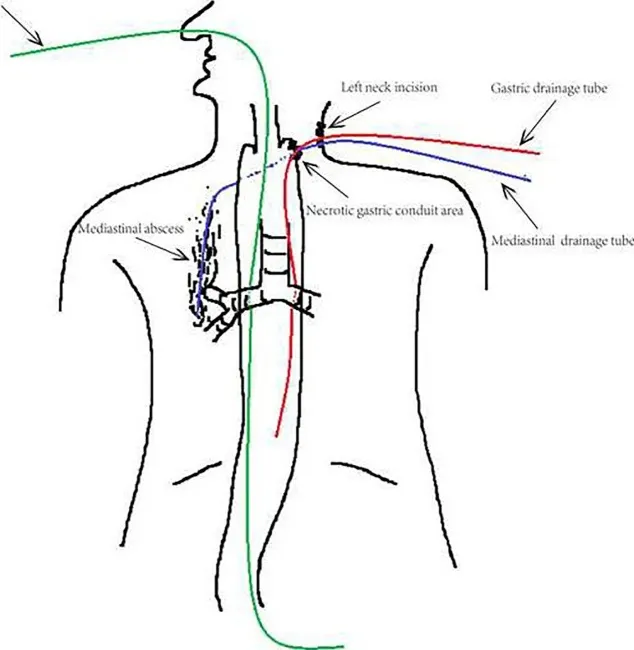 Left neck incision
Gastric drainage tube
Necrotic gastric conduit area
Mediastinal abscess
Mediastinal drainage tube